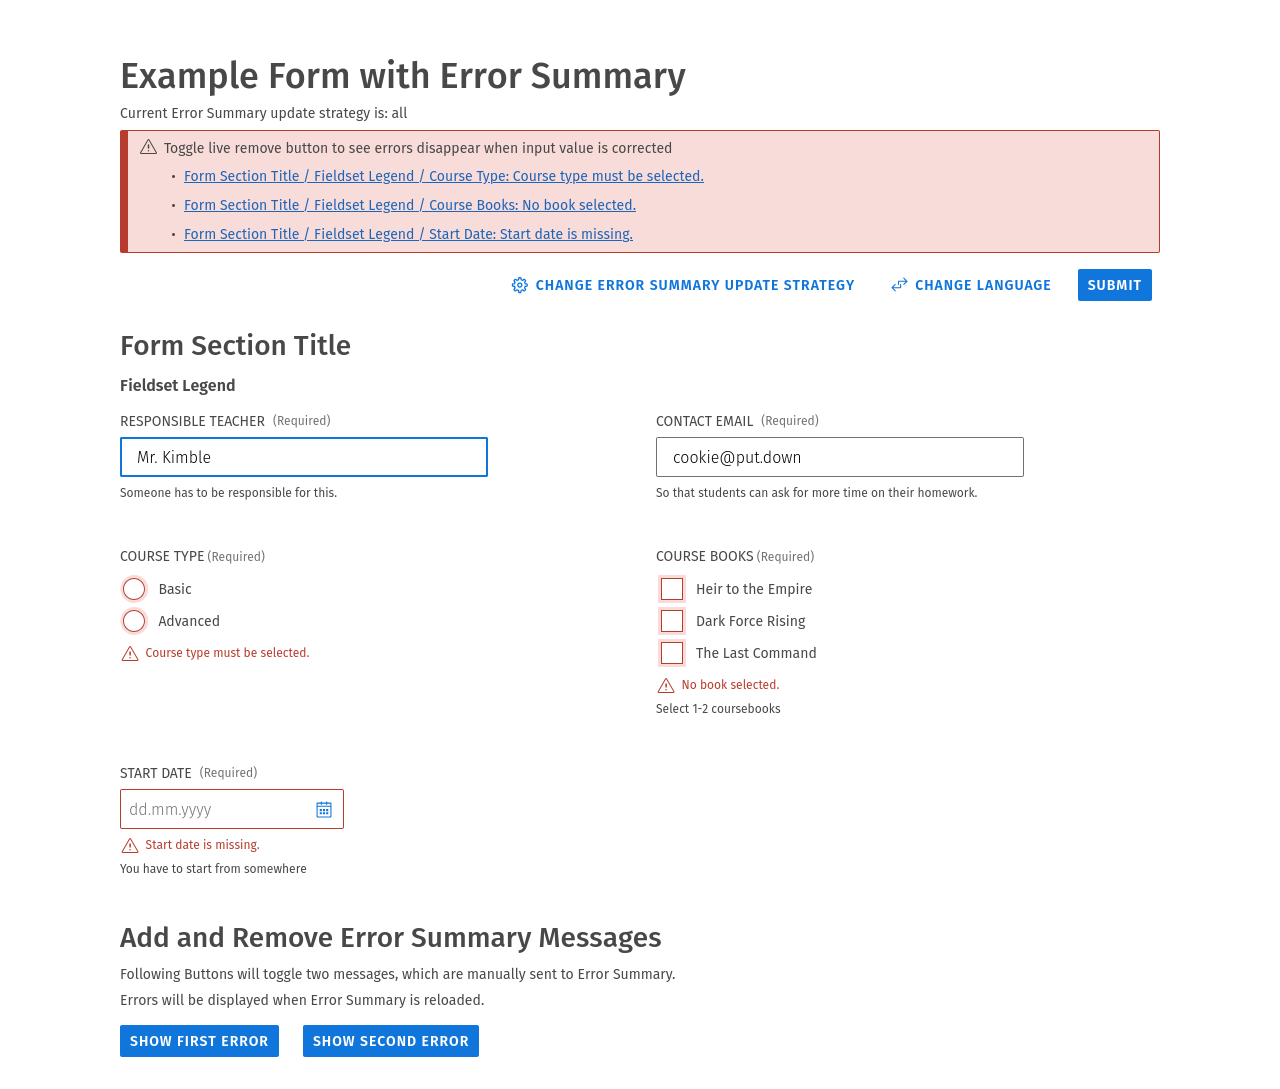 Example Form with Error Summary
Current Error Summary update strategy is: all
Toggle live remove button to see errors disappear when input value is corrected
• Form Section Title / Fieldset Legend / Course Type: Course type must be selected.
• Form Section Title / Fieldset Legend / Course Books: No book selected.
• Form Section Title / Fieldset Legend / Start Date: Start date is missing.
CHANGE ERROR SUMMARY UPDATE STRATEGY CHANGE LANGUAGE SUBMIT
Form Section Title
Fieldset Legend
RESPONSIBLE TEACHER (Required)
Mr. Kimble
Someone has to be responsible for this.
CONTACT EMAIL (Required)
cookie@put.down
So that students can ask for more time on their homework.
COURSE TYPE (Required)
Basic
Advanced
Course type must be selected.
COURSE BOOKS (Required)
Heir to the Empire
Dark Force Rising
The Last Command
No book selected.
Select 1-2 coursebooks
START DATE (Required)
dd.mm.yyyy
Start date is missing.
You have to start from somewhere
Add and Remove Error Summary Messages
Following Buttons will toggle two messages, which are manually sent to Error Summary.
Errors will be displayed when Error Summary is reloaded.
SHOW FIRST ERROR SHOW SECOND ERROR